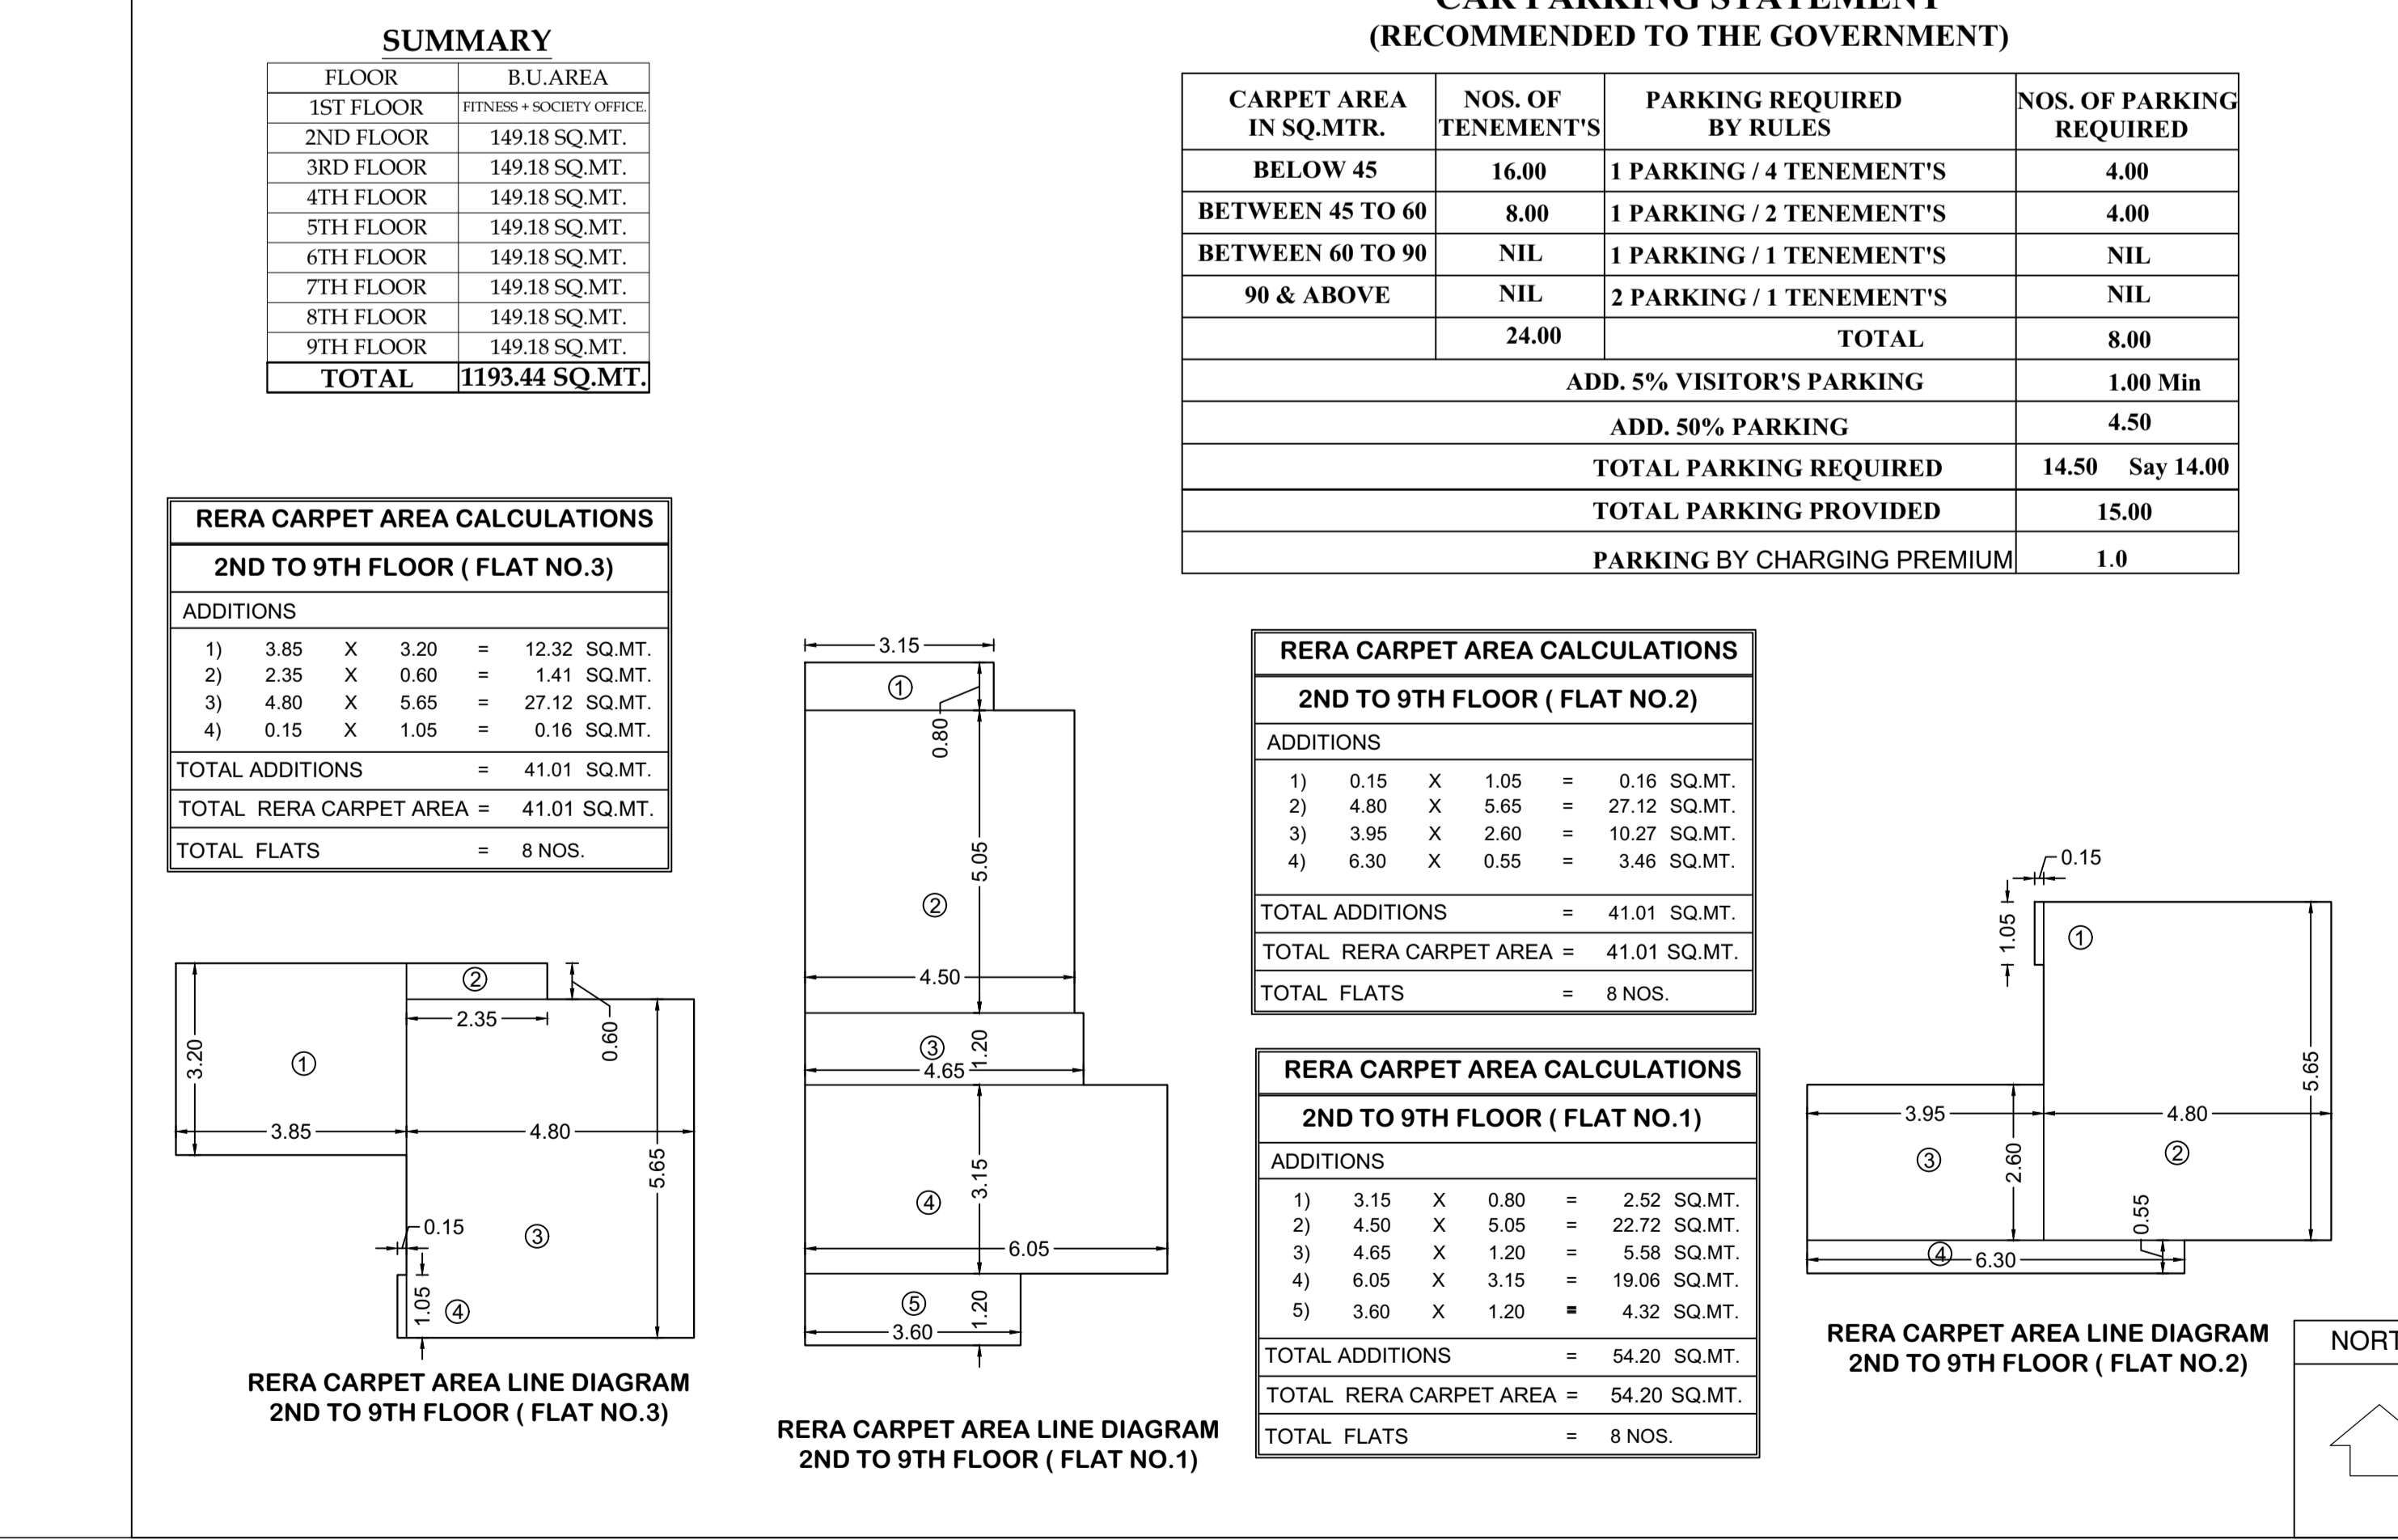 SUMMARY
FLOOR B.U.AREA
1ST FLOOR FITNESS + SOCIETY OFFICE.
2ND FLOOR 149.18 SQ.MT.
3RD FLOOR 149.18 SQ.MT.
4TH FLOOR 149.18 SQ.MT.
5TH FLOOR 149.18 SQ.MT.
6TH FLOOR 149.18 SQ.MT.
7TH FLOOR 149.18 SQ.MT.
8TH FLOOR 149.18 SQ.MT.
9TH FLOOR 149.18 SQ.MT.
TOTAL 1193.44 SQ.MT.
CAR PARKING STATEMENT
(RECOMMENDED TO THE GOVERNMENT)
CARPET AREA IN SQ.MTR. NOS. OF TENEMENT'S PARKING REQUIRED BY RULES NOS. OF PARKING REQUIRED
BELOW 45 16.00 1 PARKING / 4 TENEMENT'S 4.00
BETWEEN 45 TO 60 8.00 1 PARKING / 2 TENEMENT'S 4.00
BETWEEN 60 TO 90 NIL 1 PARKING / 1 TENEMENT'S NIL
90 & ABOVE NIL 2 PARKING / 1 TENEMENT'S NIL
24.00 TOTAL 8.00
ADD. 5% VISITOR'S PARKING 1.00 Min
ADD. 50% PARKING 4.50
TOTAL PARKING REQUIRED 14.50 Say 14.00
TOTAL PARKING PROVIDED 15.00
PARKING BY CHARGING PREMIUM 1.0
RERA CARPET AREA CALCULATIONS
2ND TO 9TH FLOOR ( FLAT NO.3)
ADDITIONS
1) 3.85 X 3.20 = 12.32 SQ.MT.
2) 2.35 X 0.60 = 1.41 SQ.MT.
3) 4.80 X 5.65 = 27.12 SQ.MT.
4) 0.15 X 1.05 = 0.16 SQ.MT.
TOTAL ADDITIONS = 41.01 SQ.MT.
TOTAL RERA CARPET AREA = 41.01 SQ.MT.
TOTAL FLATS = 8 NOS.
2
2.35
0.60
3.20
1
3.85
4.80
5.65
0.15
3
1.05
4
RERA CARPET AREA LINE DIAGRAM
2ND TO 9TH FLOOR ( FLAT NO.3)
3.15
1
0.80
5.05
2
4.50
3
1.20
4.65
3.15
4
6.05
5
1.20
3.60
RERA CARPET AREA LINE DIAGRAM
2ND TO 9TH FLOOR ( FLAT NO.1)
RERA CARPET AREA CALCULATIONS
2ND TO 9TH FLOOR ( FLAT NO.2)
ADDITIONS
1) 0.15 X 1.05 = 0.16 SQ.MT.
2) 4.80 X 5.65 = 27.12 SQ.MT.
3) 3.95 X 2.60 = 10.27 SQ.MT.
4) 6.30 X 0.55 = 3.46 SQ.MT.
TOTAL ADDITIONS = 41.01 SQ.MT.
TOTAL RERA CARPET AREA = 41.01 SQ.MT.
TOTAL FLATS = 8 NOS.
RERA CARPET AREA CALCULATIONS
2ND TO 9TH FLOOR ( FLAT NO.1)
ADDITIONS
1) 3.15 X 0.80 = 2.52 SQ.MT.
2) 4.50 X 5.05 = 22.72 SQ.MT.
3) 4.65 X 1.20 = 5.58 SQ.MT.
4) 6.05 X 3.15 = 19.06 SQ.MT.
5) 3.60 X 1.20 = 4.32 SQ.MT.
TOTAL ADDITIONS = 54.20 SQ.MT.
TOTAL RERA CARPET AREA = 54.20 SQ.MT.
TOTAL FLATS = 8 NOS.
0.15
1.05
1
5.65
3.95
4.80
3
2.60
2
0.55
4
6.30
RERA CARPET AREA LINE DIAGRAM
2ND TO 9TH FLOOR ( FLAT NO.2)
NORT